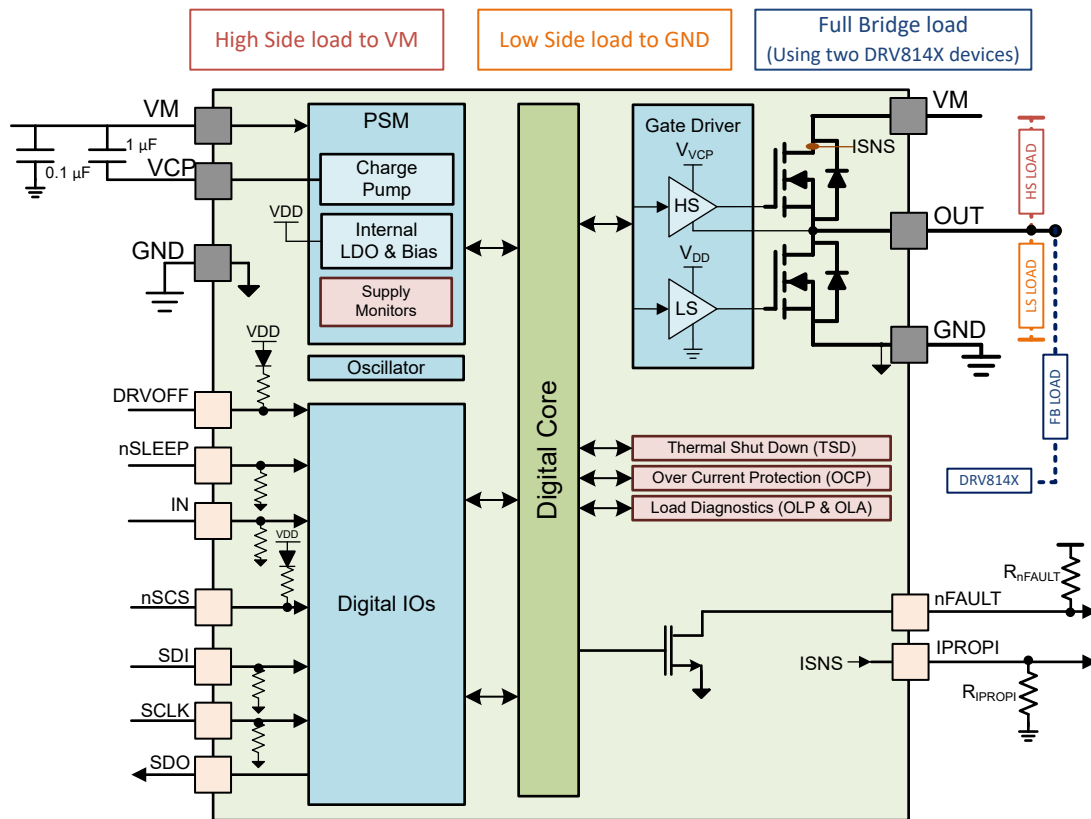 High Side load to VM
Low Side load to GND
Full Bridge load
(Using two DRV814X devices)
VM
0.1 µF
1 µF
VCP
GND
DRVOFF
nSLEEP
IN
nSCS
SDI
SCLK
SDO
PSM
Charge
Pump
VDD
Internal
LDO & Bias
Supply
Monitors
VDD
Oscillator
VDD
Digital IOs
Digital Core
Gate Driver
VVCP
HS
VDD
LS
ISNS
VM
OUT
GND
HS LOAD
LS LOAD
FB LOAD
DRV814X
Thermal Shut Down (TSD)
Over Current Protection (OCP)
Load Diagnostics (OLP & OLA)
RnFAULT
nFAULT
ISNS
IPROPI
RIPROPI